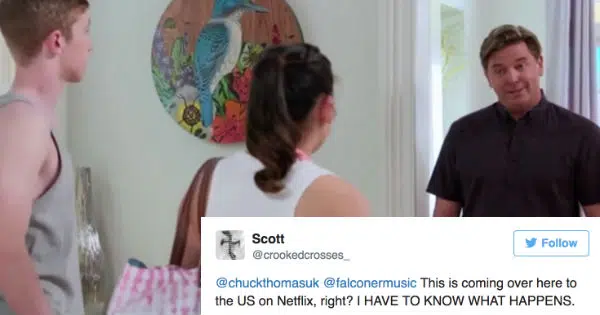 Scott
@crookedcrosses_
Follow
@chuckthomasuk @falconermusic This is coming over here to
the US on Netflix, right? I HAVE TO KNOW WHAT HAPPENS.